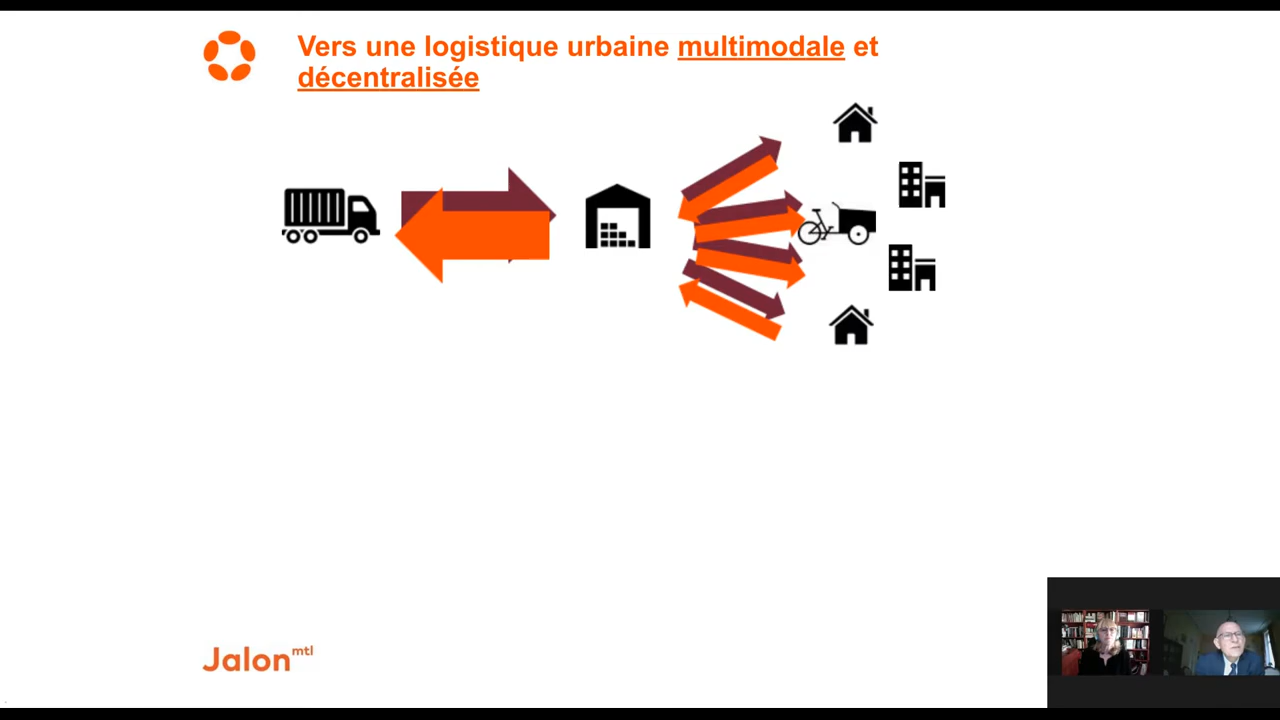 Vers une logistique urbaine multimodale et
décentralisée
Jalon mtl